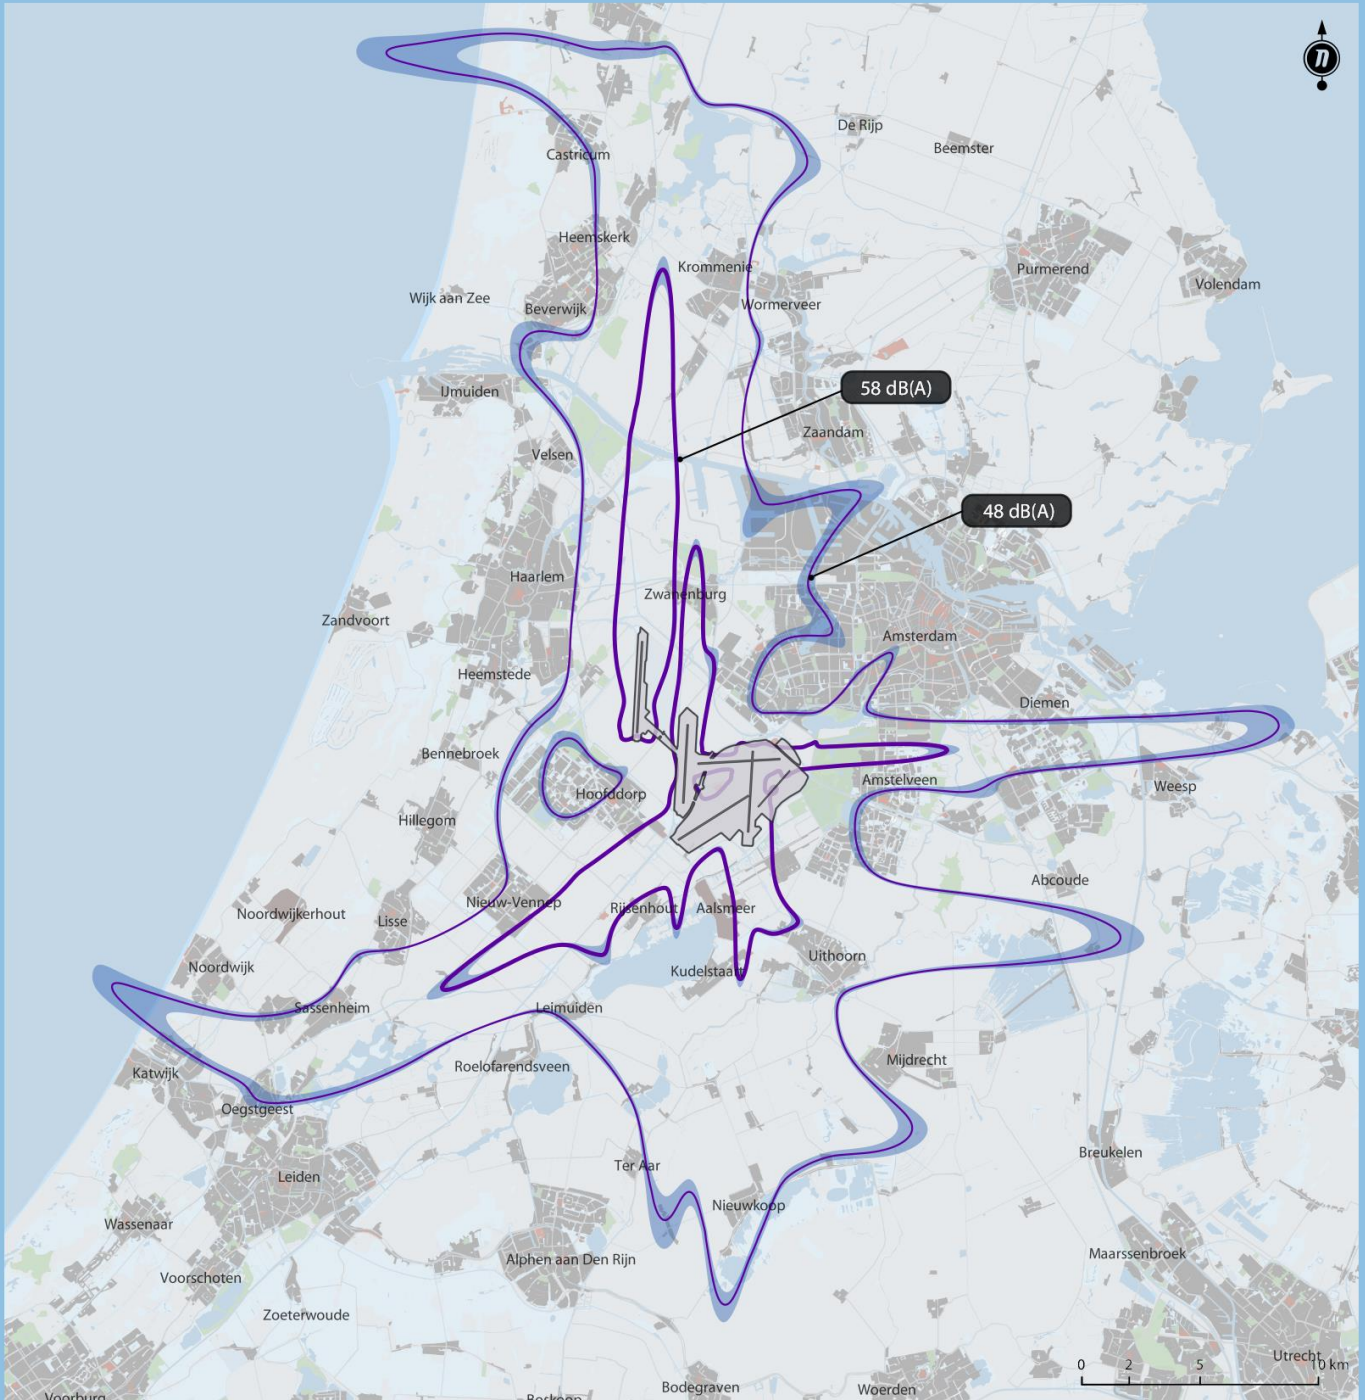 n
De Rijp
Beemster
Castricum
Heemskerk
Krommenie
Purmerend
Volendam
Wijk aan Zee
Beverwijk
Wormerveer
58 dB(A)
IJmuiden
Zaandam
Velsen
48 dB(A)
Haarlem
Zwanenburg
Zandvoort
Amsterdam
Heemstede
Diemen
Bennebroek
Amstelveen
Weesp
Hoofddorp
Hillegom
Abcoude
Nieuw-Vennep
Rijsenhout
Aalsmeer
Noordwijkerhout
Lisse
Uithoorn
Noordwijk
Kudelstaart
Sassenheim
Leimuiden
Mijdrecht
Katwijk
Roelofarendsveen
Oegstgeest
Breukelen
Ter Aar
Leiden
Nieuwkoop
Wassenaar
Maarssenbroek
Alphen aan Den Rijn
Voorschoten
Zoeterwoude
Utrecht
0 2 5 10 km
Bodegraven
Woerden
Voorburg
Boskoop